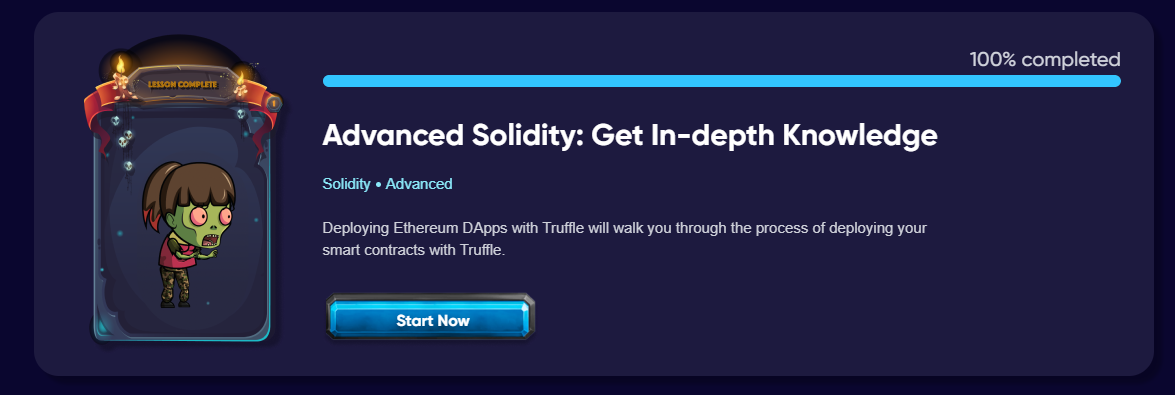 LESSON COMPLETE
1
100% completed
Advanced Solidity: Get In-depth Knowledge
Solidity • Advanced
Deploying Ethereum DApps with Truffle will walk you through the process of deploying your
smart contracts with Truffle.
Start Now